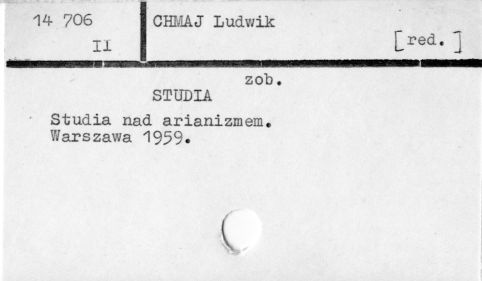 14 706 CHMAJ Ludwik
II [red.]
zob.
STUDIA
Studia nad arianizmem.
Warszawa 1959.